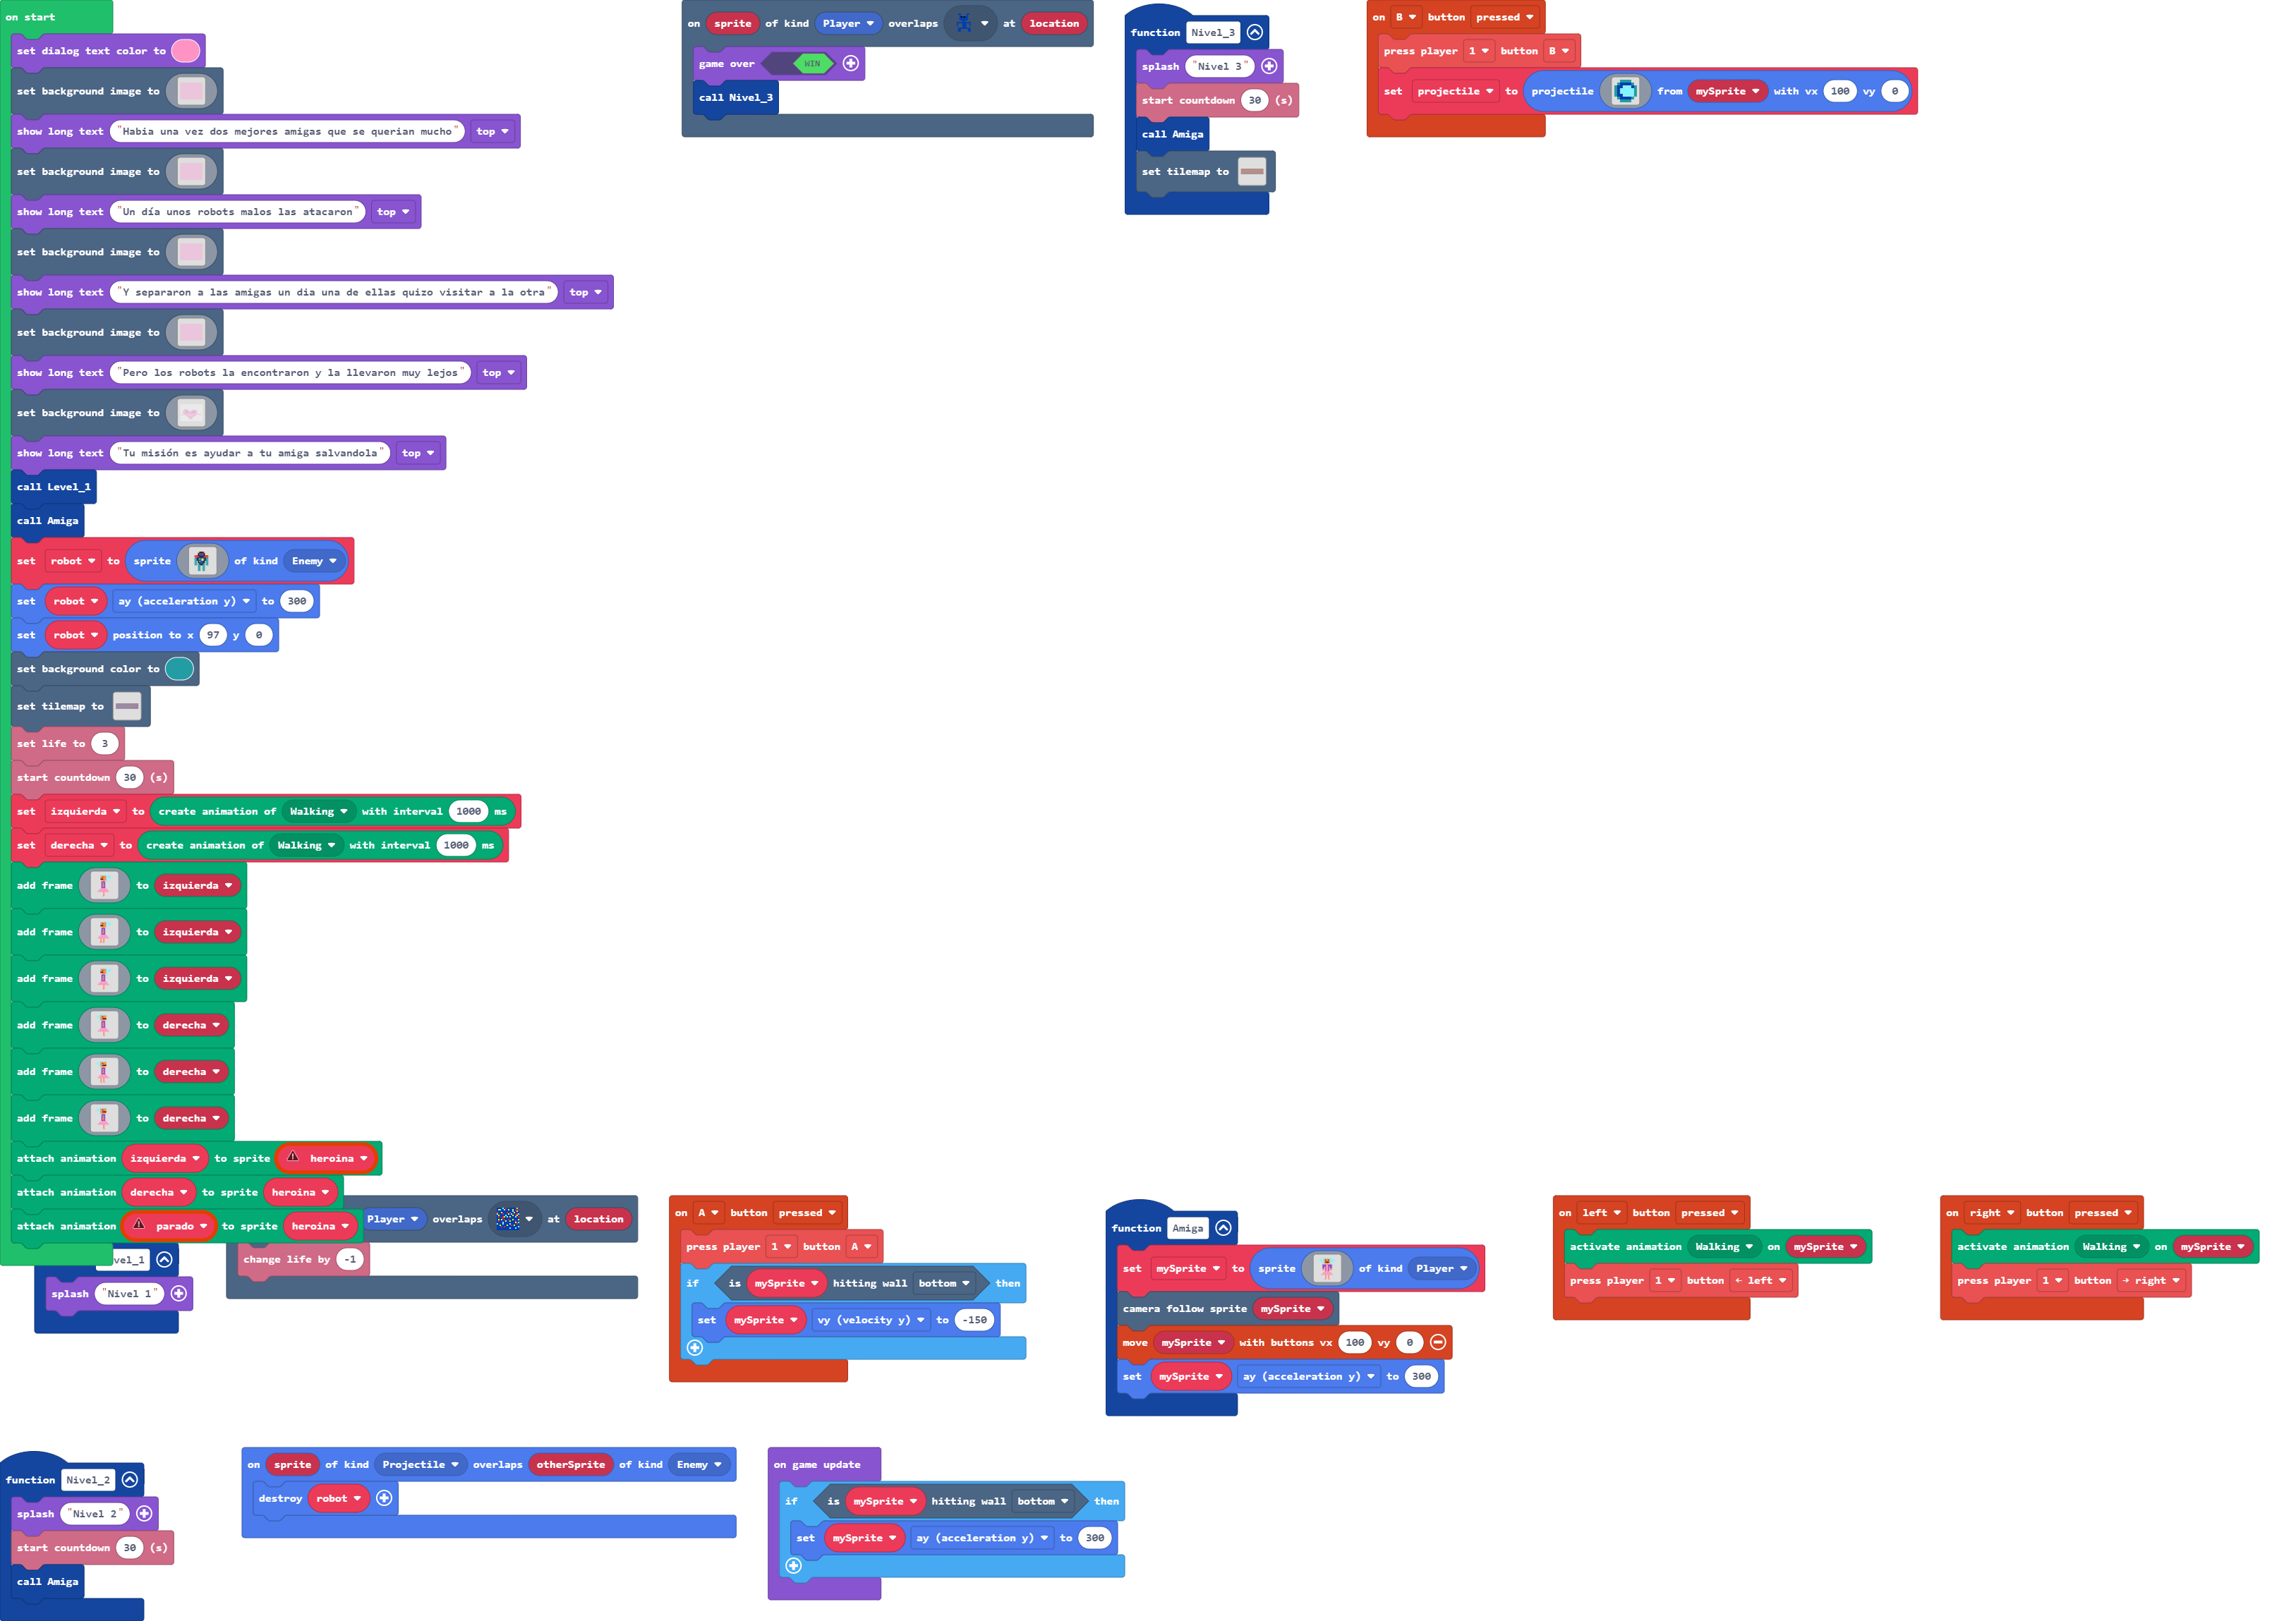 on start
set dialog text color to
set background image to
show long text "Habia una vez dos mejores amigas que se querian mucho" top
set background image to
show long text "Un día unos robots malos las atacaron" top
set background image to
show long text "Y separaron a las amigas un dia una de ellas quizo visitar a la otra" top
set background image to
show long text "Pero los robots la encontraron y la llevaron muy lejos" top
set background image to
show long text "Tu misión es ayudar a tu amiga salvandola" top
call Level_1
call Amiga
set robot to sprite of kind Enemy
set robot ay (acceleration y) to 300
set robot position to x 97 y 0
set background color to
set tilemap to
set life to 3
start countdown 30 (s)
set izquierda to create animation of Walking with interval 1000 ms
set derecha to create animation of Walking with interval 1000 ms
add frame to izquierda
add frame to izquierda
add frame to izquierda
add frame to derecha
add frame to derecha
add frame to derecha
attach animation izquierda to sprite heroina
attach animation derecha to sprite heroina
attach animation parado to sprite heroina
on sprite of kind Player overlaps at location
game over WIN
call Nivel_3
function Nivel_3
splash "Nivel 3"
start countdown 30 (s)
call Amiga
set tilemap to
on B button pressed
press player 1 button B
set projectile to projectile from mySprite with vx 100 vy 0
Player overlaps at location
change life by -1
vel_1
splash "Nivel 1"
on A button pressed
press player 1 button A
if is mySprite hitting wall bottom then
set mySprite vy (velocity y) to -150
function Amiga
set mySprite to sprite of kind Player
camera follow sprite mySprite
move mySprite with buttons vx 100 vy 0
set mySprite ay (acceleration y) to 300
on left button pressed
activate animation Walking on mySprite
press player 1 button ← left
on right button pressed
activate animation Walking on mySprite
press player 1 button → right
function Nivel_2
splash "Nivel 2"
start countdown 30 (s)
call Amiga
on sprite of kind Projectile overlaps otherSprite of kind Enemy
destroy robot
on game update
if is mySprite hitting wall bottom then
set mySprite ay (acceleration y) to 300